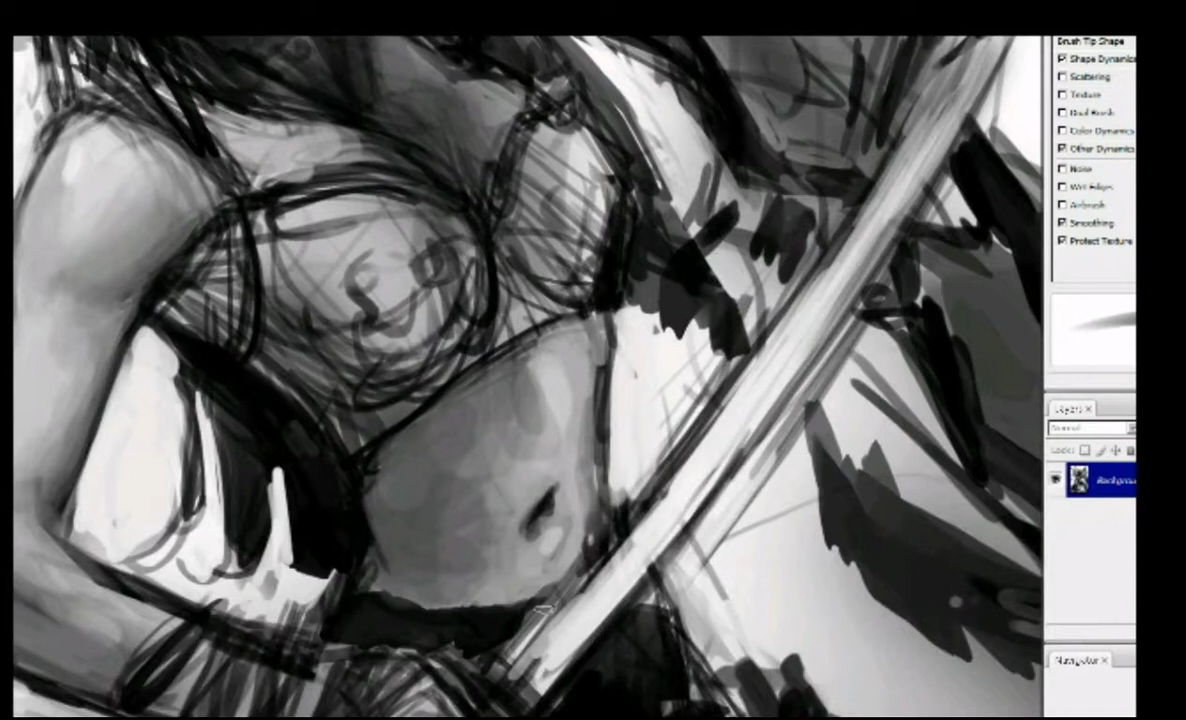 Brush Tip Shape
Shape Dynamics
Scattering
Texture
Dual Brush
Color Dynamics
Other Dynamics
Noise
Wet Edges
Airbrush
Smoothing
Protect Texture
Layers ×
Normal
Lock:
Backgrou
Navigator ×